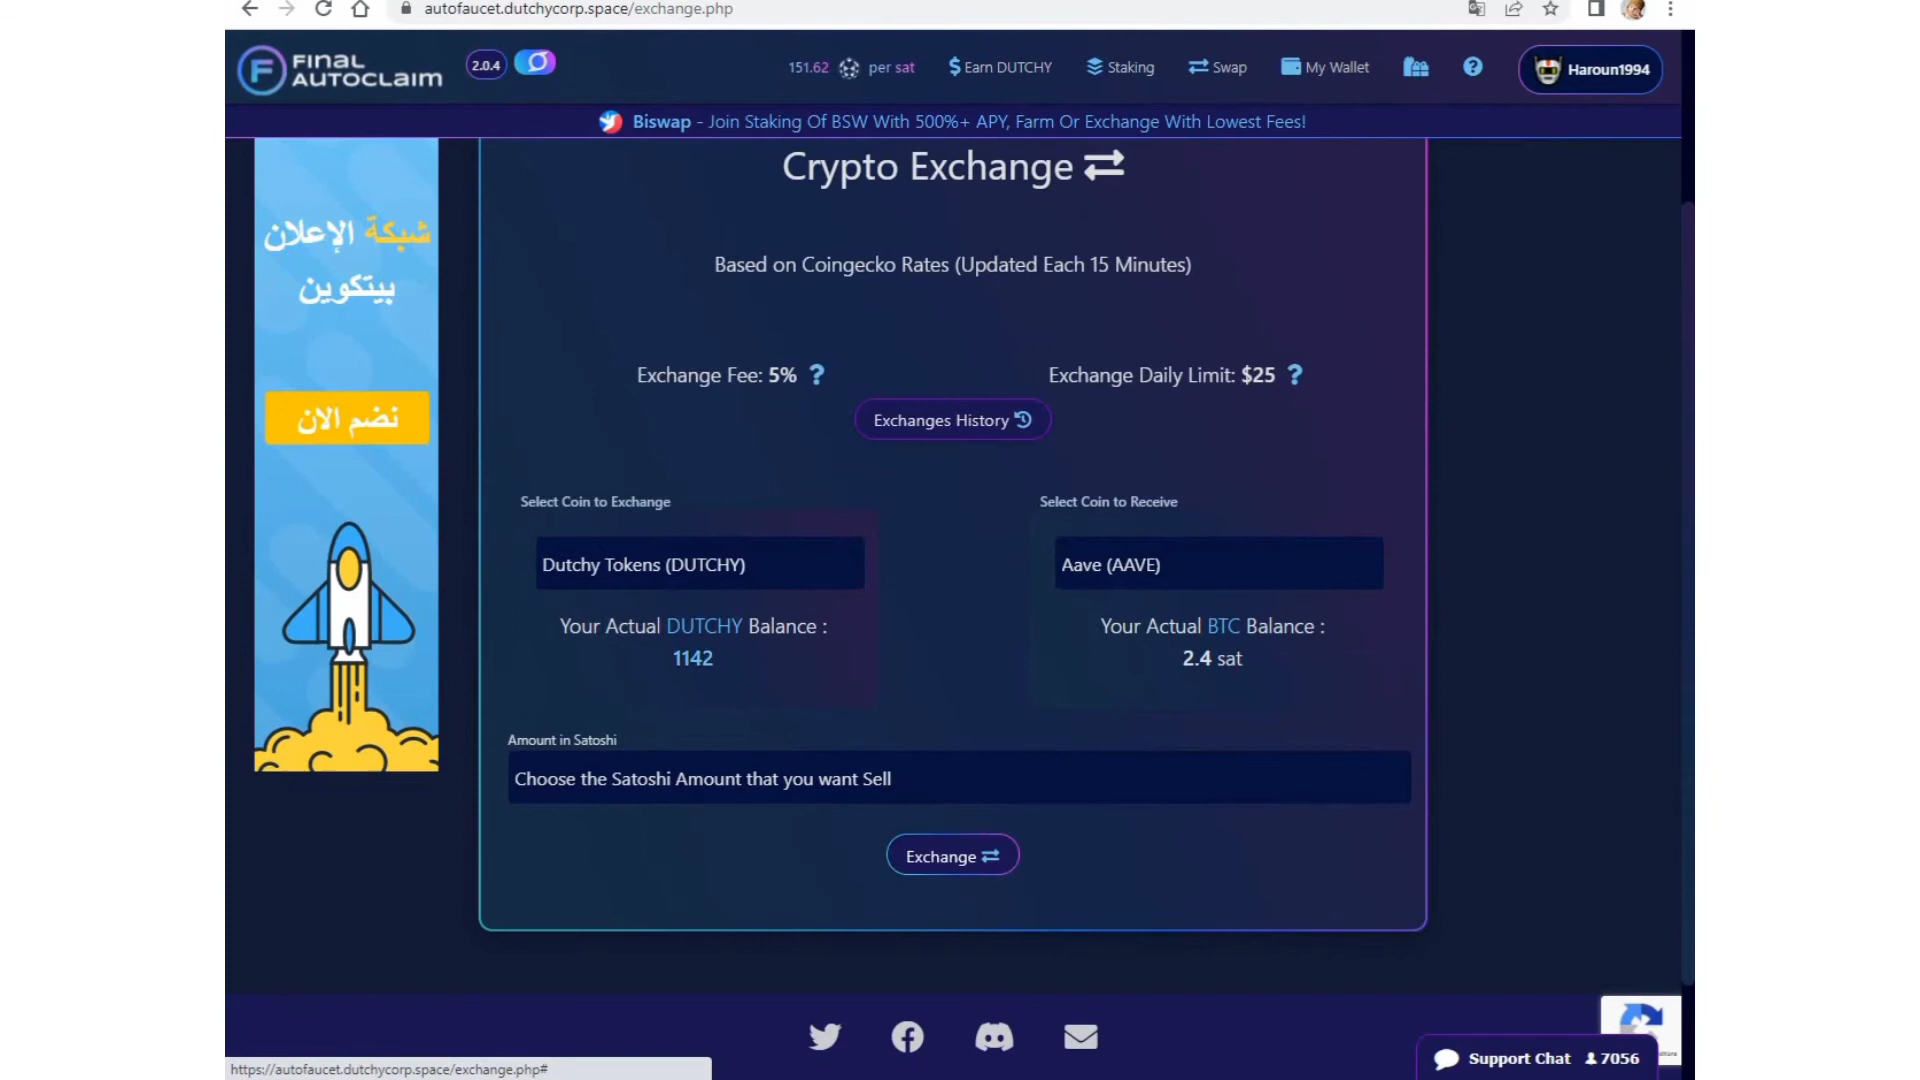 autofaucet.dutchycorp.space/exchange.php
FINAL AUTOCLAIM
2.0.4
151.62 per sat
Earn DUTCHY
Staking
Swap
My Wallet
Haroun1994
Biswap - Join Staking Of BSW With 500%+ APY, Farm Or Exchange With Lowest Fees!
شبكة الإعلان
بيتكوين
نضم الان
Crypto Exchange
Based on Coingecko Rates (Updated Each 15 Minutes)
Exchange Fee: 5% ?
Exchange Daily Limit: $25 ?
Exchanges History
Select Coin to Exchange
Select Coin to Receive
Dutchy Tokens (DUTCHY)
Aave (AAVE)
Your Actual DUTCHY Balance :
1142
Your Actual BTC Balance :
2.4 sat
Amount in Satoshi
Choose the Satoshi Amount that you want Sell
Exchange
Support Chat 7056
https://autofaucet.dutchycorp.space/exchange.php#